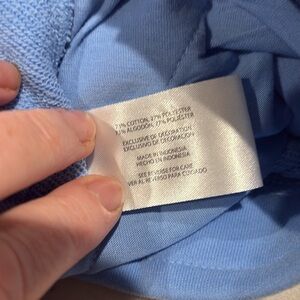 73% COTTON, 27% POLYESTER
73% ALGODON, 27% POLIESTER
EXCLUSIVE OF DECORATION
EXCLUSIVO DE DECORACION
MADE IN INDONESIA
HECHO EN INDONESIA
SEE REVERSE FOR CARE
VER AL REVERSO PARA CUIDADO